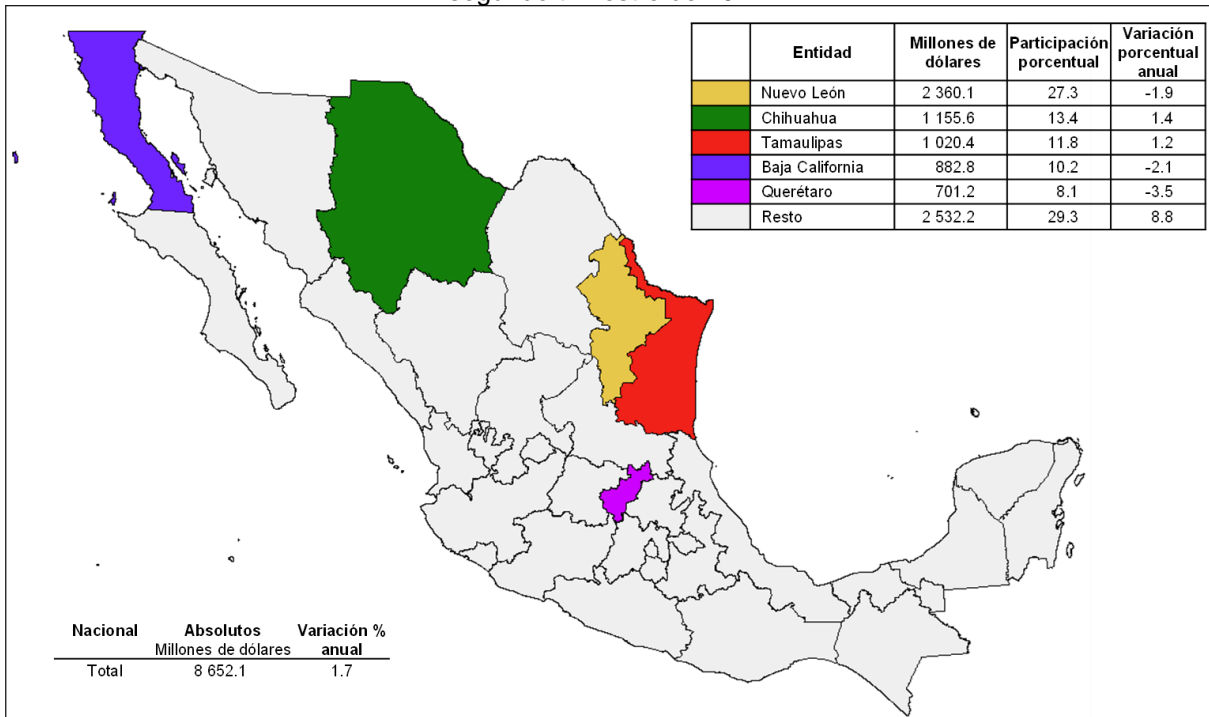 Entidad Millones de dólares Participación porcentual Variación porcentual anual
Nuevo León 2 360.1 27.3 -1.9
Chihuahua 1 155.6 13.4 1.4
Tamaulipas 1 020.4 11.8 1.2
Baja California 882.8 10.2 -2.1
Querétaro 701.2 8.1 -3.5
Resto 2 532.2 29.3 8.8
Nacional Absolutos Variación %
Millones de dólares anual
Total 8 652.1 1.7